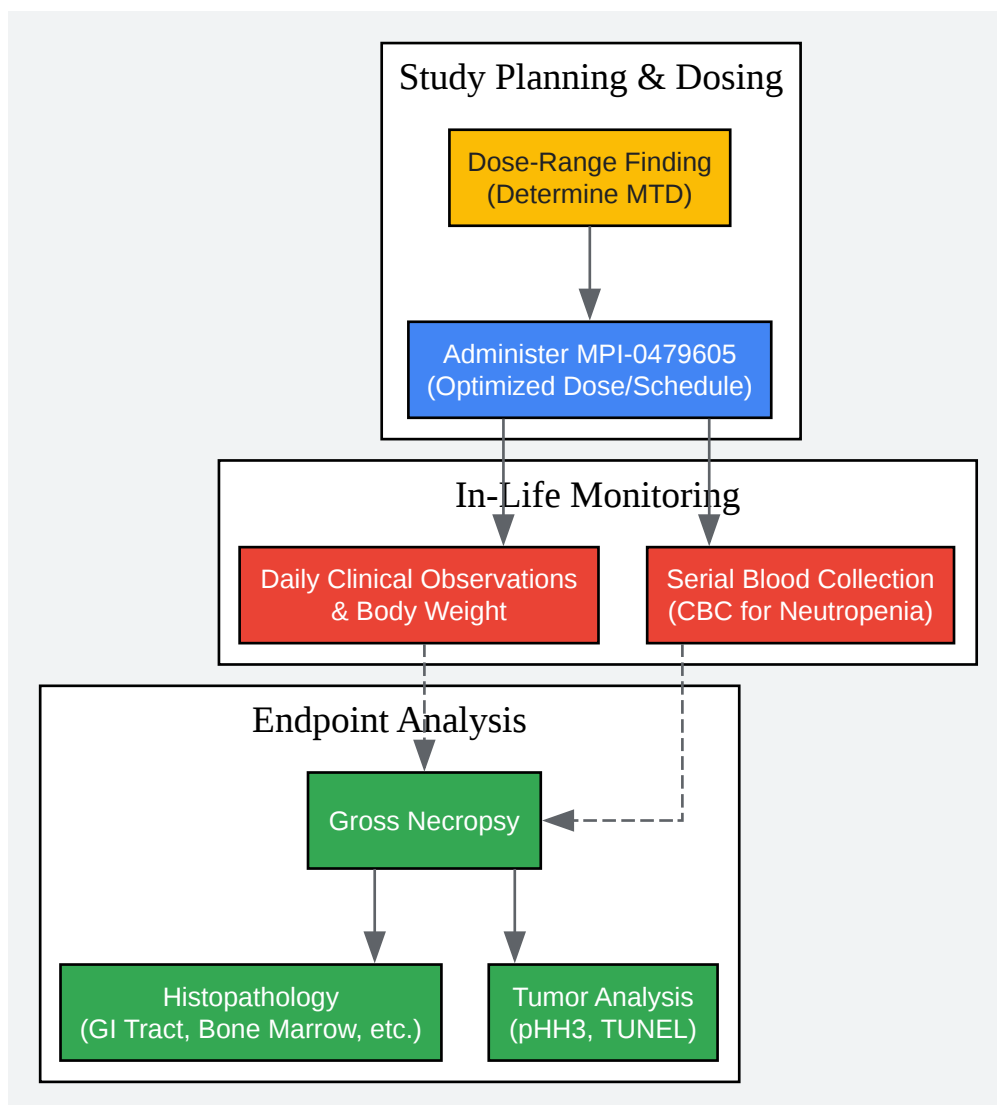 Study Planning & Dosing
Dose-Range Finding
(Determine MTD)
Administer MPI-0479605
(Optimized Dose/Schedule)
In-Life Monitoring
Daily Clinical Observations
& Body Weight
Serial Blood Collection
(CBC for Neutropenia)
Endpoint Analysis
Gross Necropsy
Histopathology
(GI Tract, Bone Marrow, etc.)
Tumor Analysis
(pHH3, TUNEL)